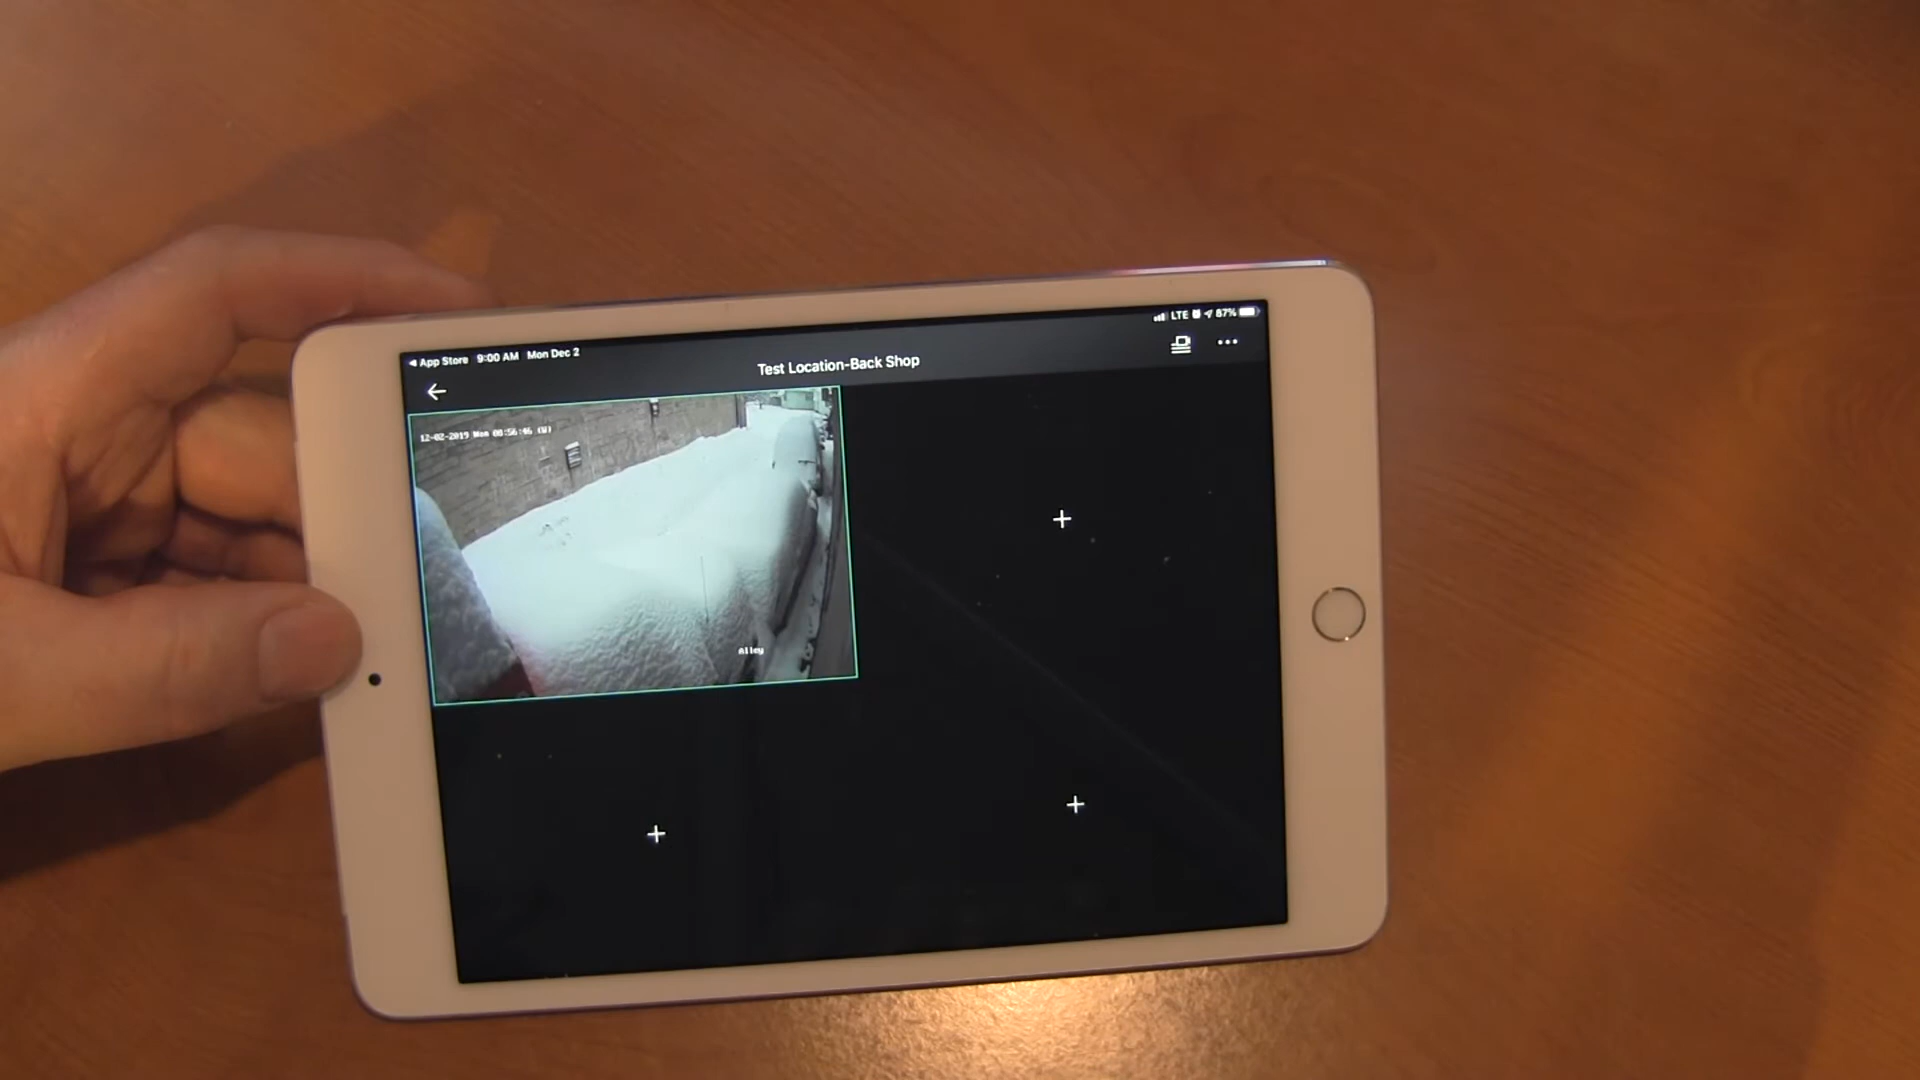 App Store 9:00 AM Mon Dec 2
LTE 87%
Test Location-Back Shop
12-02-2019 Mon 08:56:46 (W)
Alley